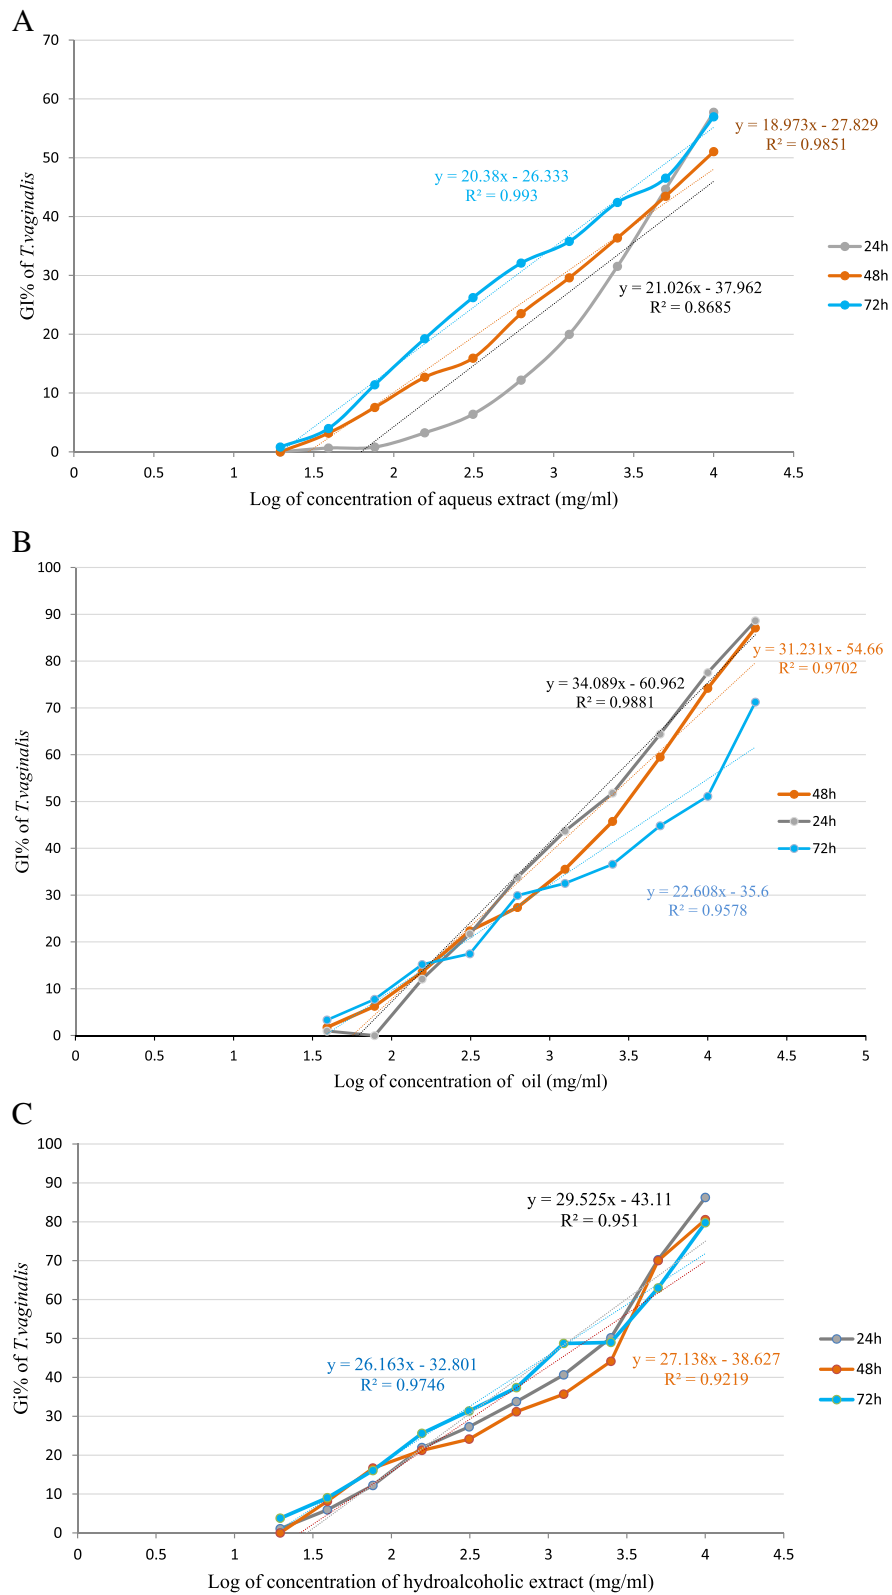 A
70
60
50
40
30
20
10
0
GI% of T.vaginalis
y = 18.973x - 27.829
R² = 0.9851
y = 20.38x - 26.333
R² = 0.993
y = 21.026x - 37.962
R² = 0.8685
24h
48h
72h
0 0.5 1 1.5 2 2.5 3 3.5 4 4.5
Log of concentration of aqueus extract (mg/ml)
B
100
90
80
70
60
50
40
30
20
10
0
GI% of T.vaginalis
y = 31.231x - 54.66
R² = 0.9702
y = 34.089x - 60.962
R² = 0.9881
48h
24h
72h
y = 22.608x - 35.6
R² = 0.9578
0 0.5 1 1.5 2 2.5 3 3.5 4 4.5 5
Log of concentration of oil (mg/ml)
C
100
90
80
70
60
50
40
30
20
10
0
Gi% of T.vaginalis
y = 29.525x - 43.11
R² = 0.951
y = 26.163x - 32.801
R² = 0.9746
y = 27.138x - 38.627
R² = 0.9219
24h
48h
72h
0 0.5 1 1.5 2 2.5 3 3.5 4 4.5
Log of concentration of hydroalcoholic extract (mg/ml)